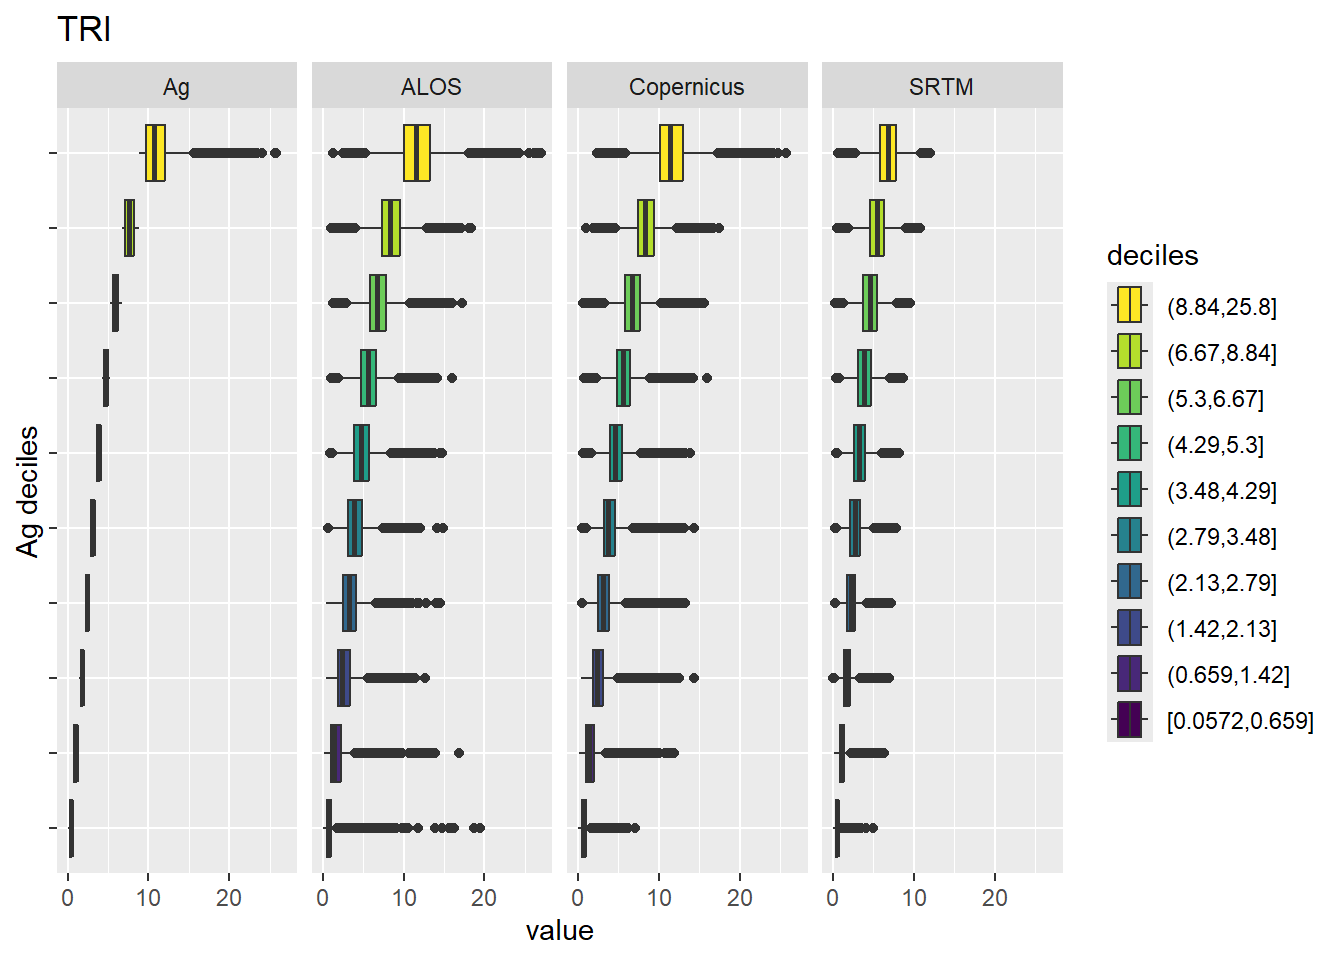 TRI
Ag
ALOS
Copernicus
SRTM
Ag deciles
0 10 20
0 10 20
0 10 20
0 10 20
value
deciles
(8.84,25.8]
(6.67,8.84]
(5.3,6.67]
(4.29,5.3]
(3.48,4.29]
(2.79,3.48]
(2.13,2.79]
(1.42,2.13]
(0.659,1.42]
[0.0572,0.659]